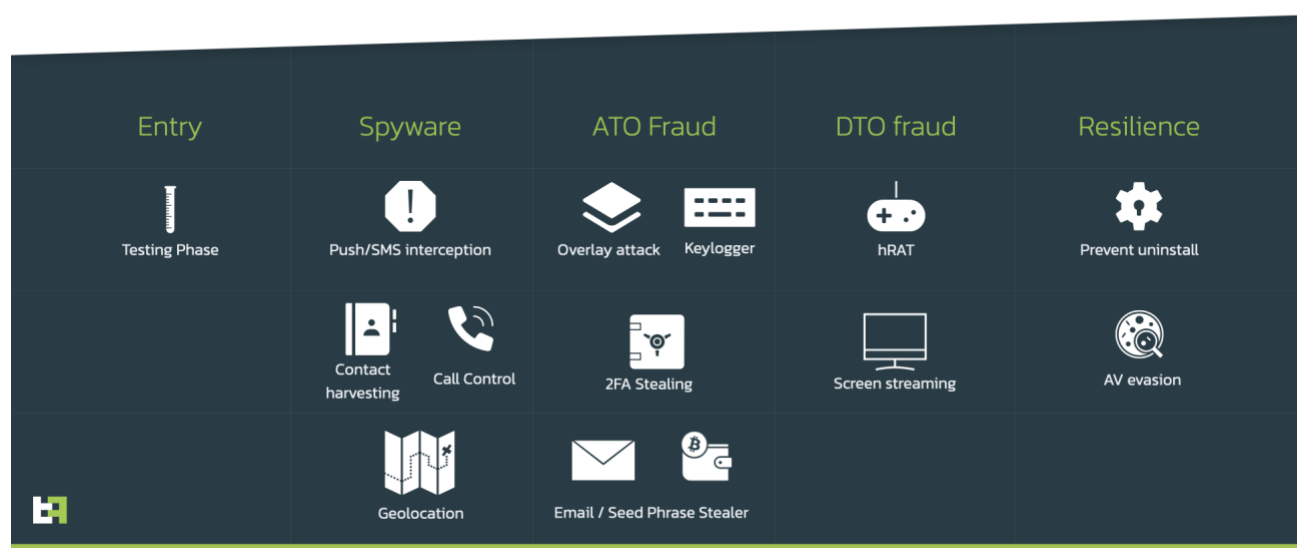 Entry
Spyware
ATO Fraud
DTO fraud
Resilience
Testing Phase
Push/SMS interception
Overlay attack
Keylogger
hRAT
Prevent uninstall
Contact
harvesting
Call Control
2FA Stealing
Screen streaming
AV evasion
Geolocation
Email / Seed Phrase Stealer